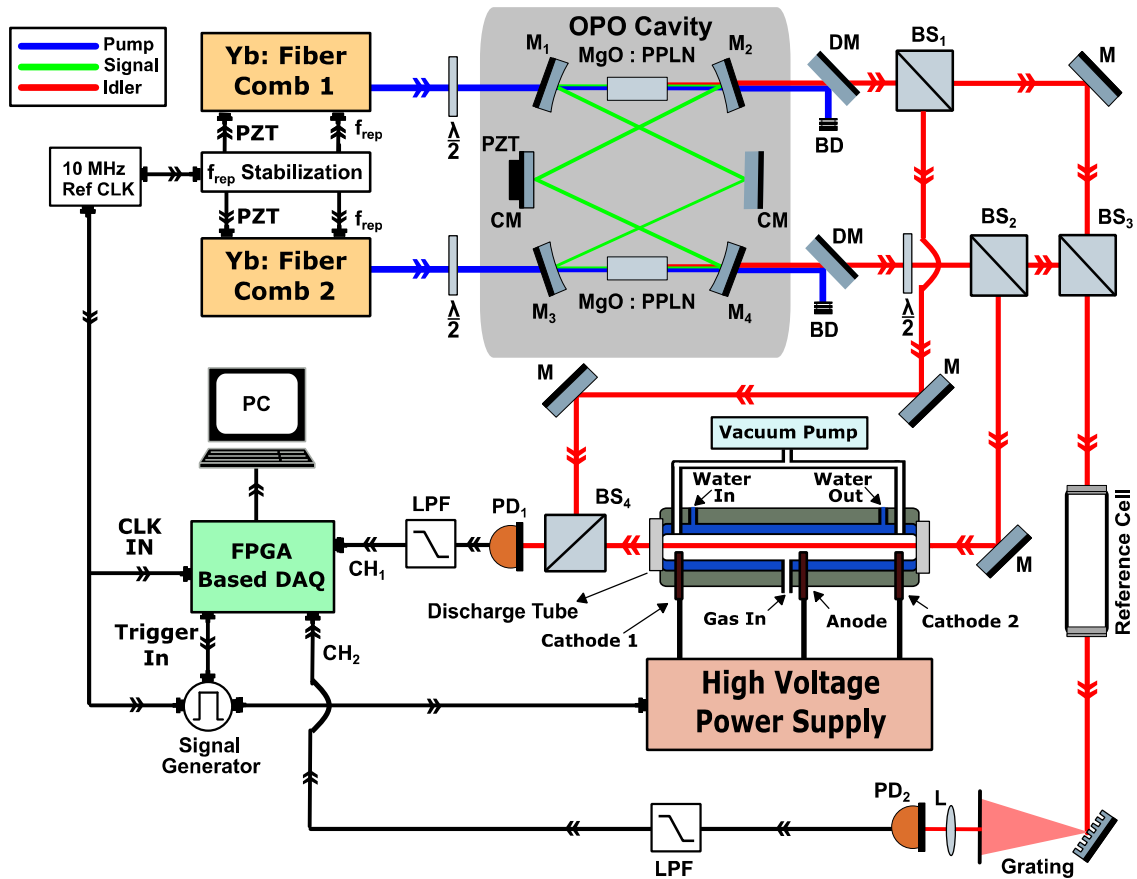 Pump
Signal
Idler
Yb: Fiber
Comb 1
OPO Cavity
M1
MgO : PPLN
M2
DM
BS1
M
λ
2
BD
PZT
frep
10 MHz
Ref CLK
frep Stabilization
PZT
CM
CM
PZT
frep
Yb: Fiber
Comb 2
λ
2
M3
MgO : PPLN
M4
DM
BD
λ
2
BS2
BS3
M
M
PC
Vacuum Pump
Water
In
Water
Out
LPF
PD1
BS4
CLK
IN
FPGA
Based DAQ
CH1
M
Discharge Tube
Cathode 1
Gas In
Anode
Cathode 2
Reference Cell
Trigger
In
CH2
High Voltage
Power Supply
Signal
Generator
PD2
L
LPF
Grating